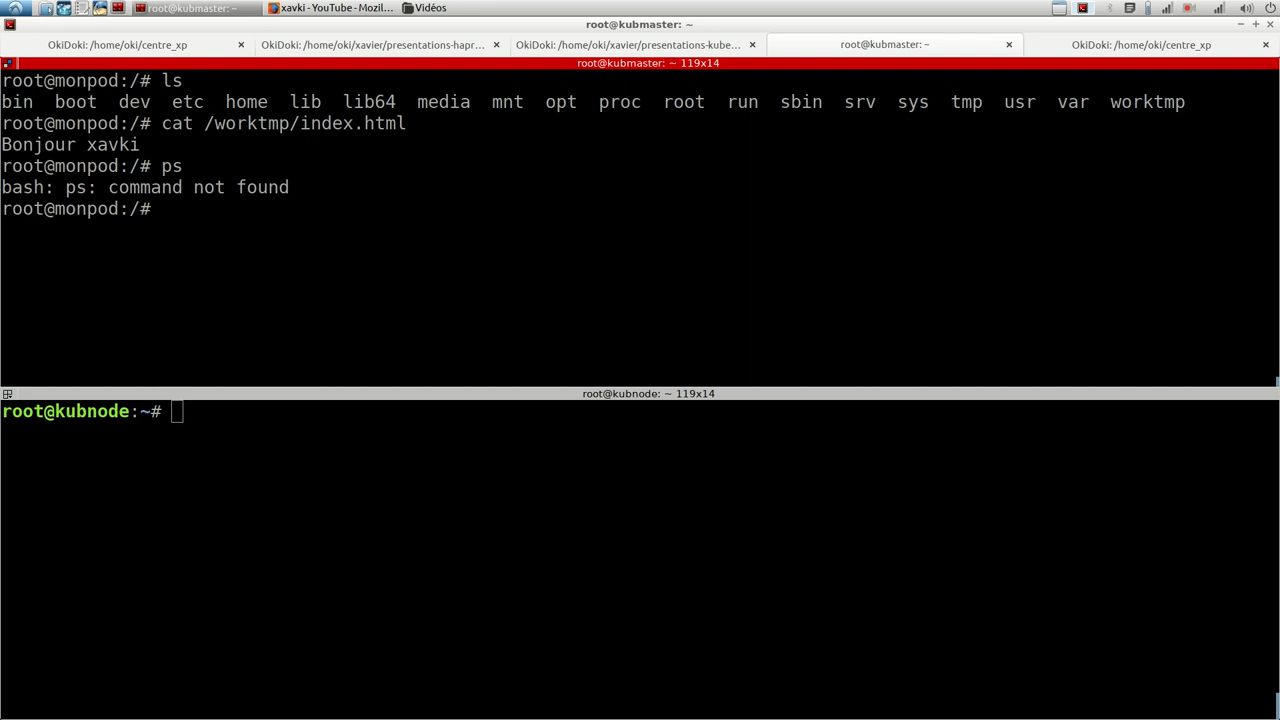 root@kubmaster: ~
xavki - YouTube - Mozil...
Vidéos
root@kubmaster: ~
OkiDoki: /home/oki/centre_xp
OkiDoki: /home/oki/xavier/presentations-hapr...
OkiDoki: /home/oki/xavier/presentations-kube...
root@kubmaster: ~
OkiDoki: /home/oki/centre_xp
root@kubmaster: ~ 119x14
root@monpod:/# ls
bin boot dev etc home lib lib64 media mnt opt proc root run sbin srv sys tmp usr var worktmp
root@monpod:/# cat /worktmp/index.html
Bonjour xavki
root@monpod:/# ps
bash: ps: command not found
root@monpod:/#
root@kubnode: ~ 119x14
root@kubnode:~#